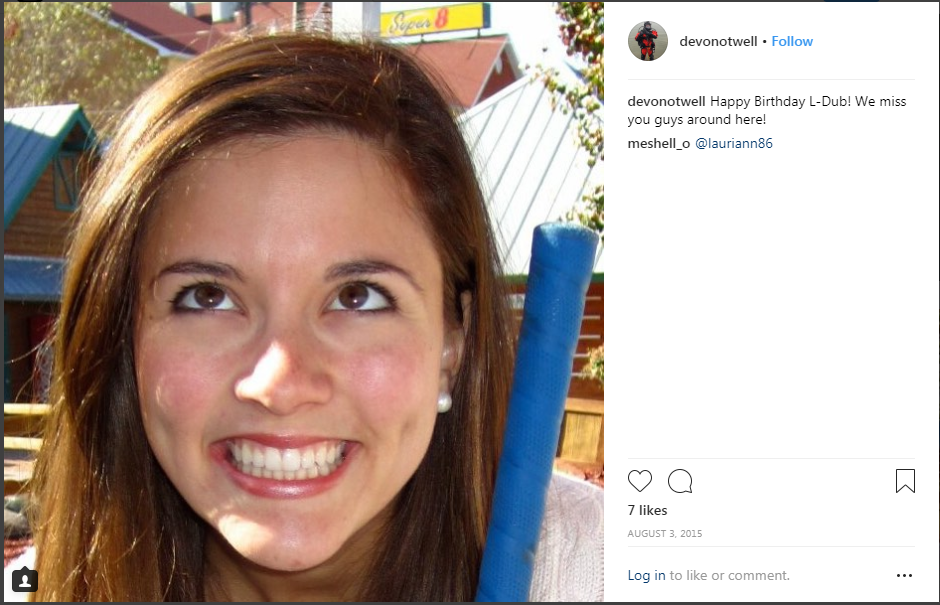 Super 8
devonotwell • Follow
devonotwell Happy Birthday L-Dub! We miss
you guys around here!
meshell_o @lauriann86
7 likes
AUGUST 3, 2015
Log in to like or comment.